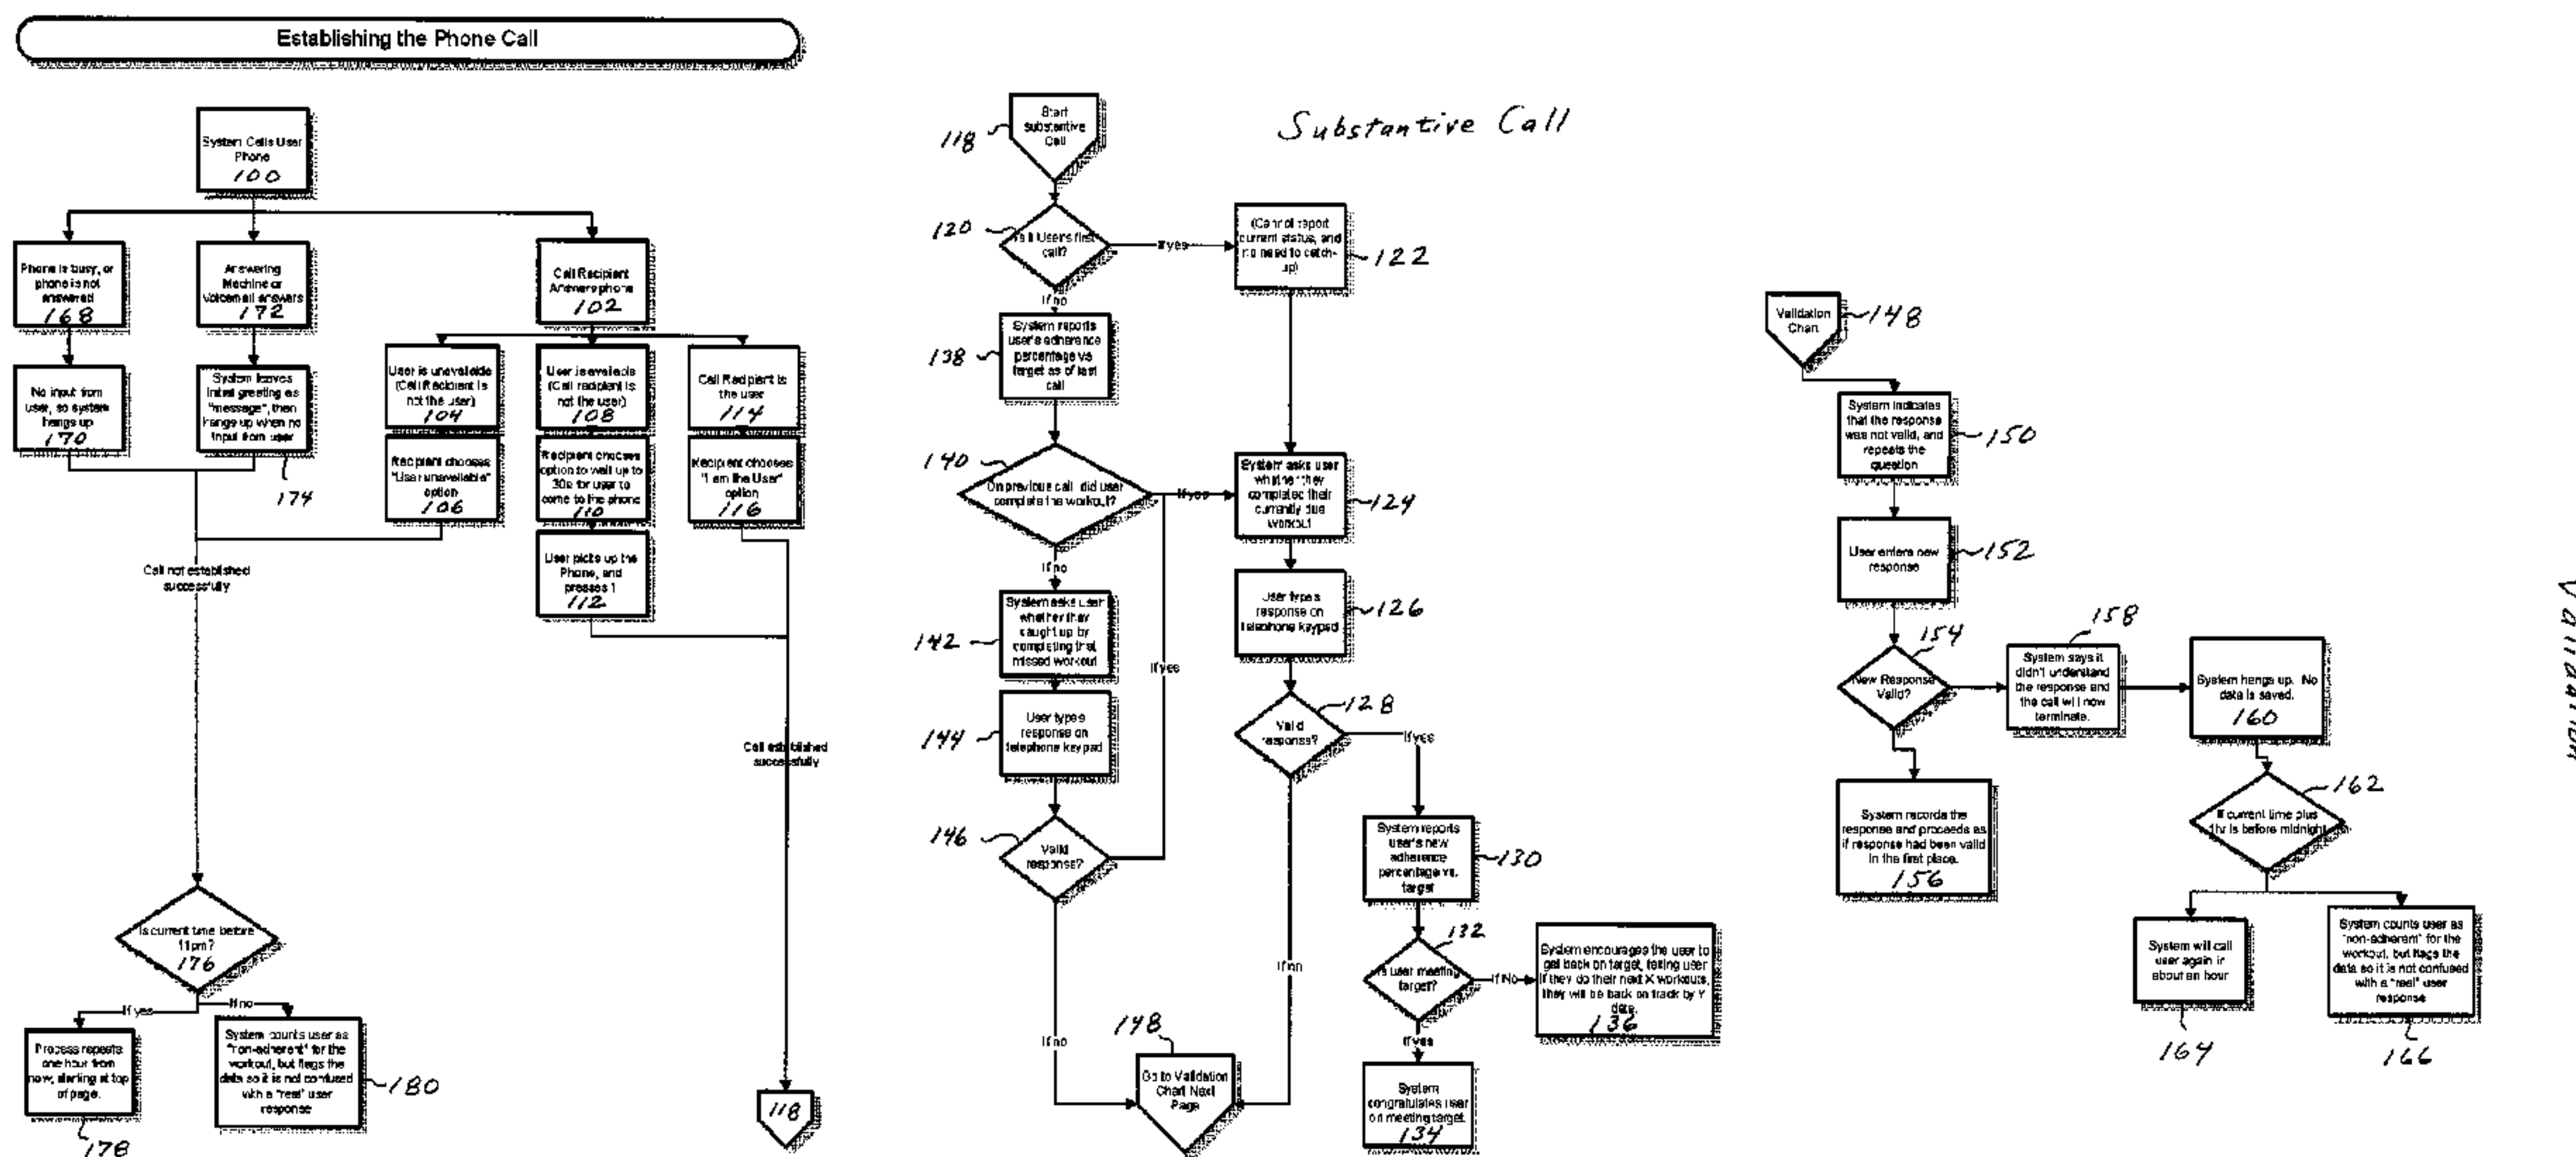 Establishing the Phone Call
System Calls User
Phone
100
Phone is busy, or
phone is not
answered
168
Answering
Machine or
Voicemail answers
172
Call Recipient
Answers phone
102
No input from
user, so system
hangs up
170
System leaves
initial greeting as
"message", then
hangs up when no
input from user
174
User is unavailable
(Call Recipient is
not the user)
104
User is available
(Call recipient is
not the user)
108
Call Recipient is
the user
114
Recipient chooses
"User unavailable"
option
106
Recipient chooses
option to wait up to
30s for user to
come to the phone
110
Recipient chooses
"I am the User"
option
116
User picks up the
Phone, and
presses 1
112
Call not established
successfully
Call established
successfully
Is current time before
11pm?
176
If yes
If no
Process repeats
one hour from
now, starting at top
of page.
178
System counts user as
"non-adherent" for the
workout, but flags the
data so it is not confused
with a "real" user
response
180
118
Substantive Call
Start
substantive
Call
118
User's first
call?
120
If yes
(Cannot report
current status, and
no need to catch-
up)
122
If no
System reports
user's adherence
percentage vs
target as of last
call
138
On previous call did user
complete the workout?
140
If yes
System asks user
whether they
completed their
currently due
workout
124
If no
System asks user
whether they
caught up by
completing that
missed workout
142
User types
response on
telephone keypad
126
If yes
User types
response on
telephone keypad
144
Valid
response?
128
If yes
Valid
response?
146
System reports
user's new
adherence
percentage vs.
target
130
If no
If no
Is user meeting
target?
132
If No
System encourages the user to
get back on target, telling user
if they do their next X workouts,
they will be back on track by Y
date.
136
If yes
Go to Validation
Chart Next
Page
148
System
congratulates user
on meeting target.
134
Validation
Chart
148
System indicates
that the response
was not valid, and
repeats the
question
150
User enters new
response
152
New Response
Valid?
154
System says it
didn't understand
the response and
the call will now
terminate.
158
System hangs up. No
data is saved.
160
System records the
response and proceeds as
if response had been valid
in the first place.
156
If current time plus
1hr is before midnight
162
System will call
user again in
about an hour
164
System counts user as
"non-adherent" for the
workout, but flags the
data so it is not confused
with a "real" user
response
166
Validation